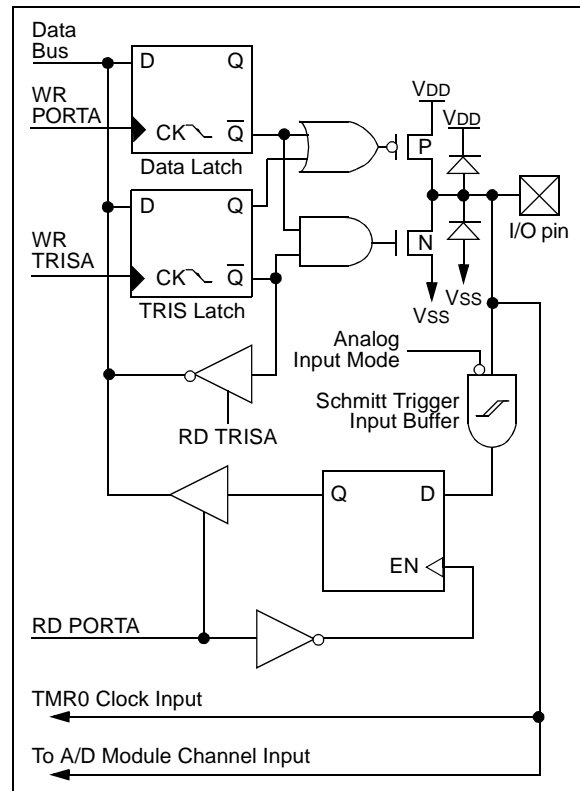 Data
Bus
D Q
WR
PORTA
CK Q
Data Latch
VDD
VDD
P
D Q
WR
TRISA
CK Q
TRIS Latch
N
I/O pin
VSS
VSS
Analog
Input Mode
Schmitt Trigger
Input Buffer
RD TRISA
Q D
EN
RD PORTA
TMR0 Clock Input
To A/D Module Channel Input